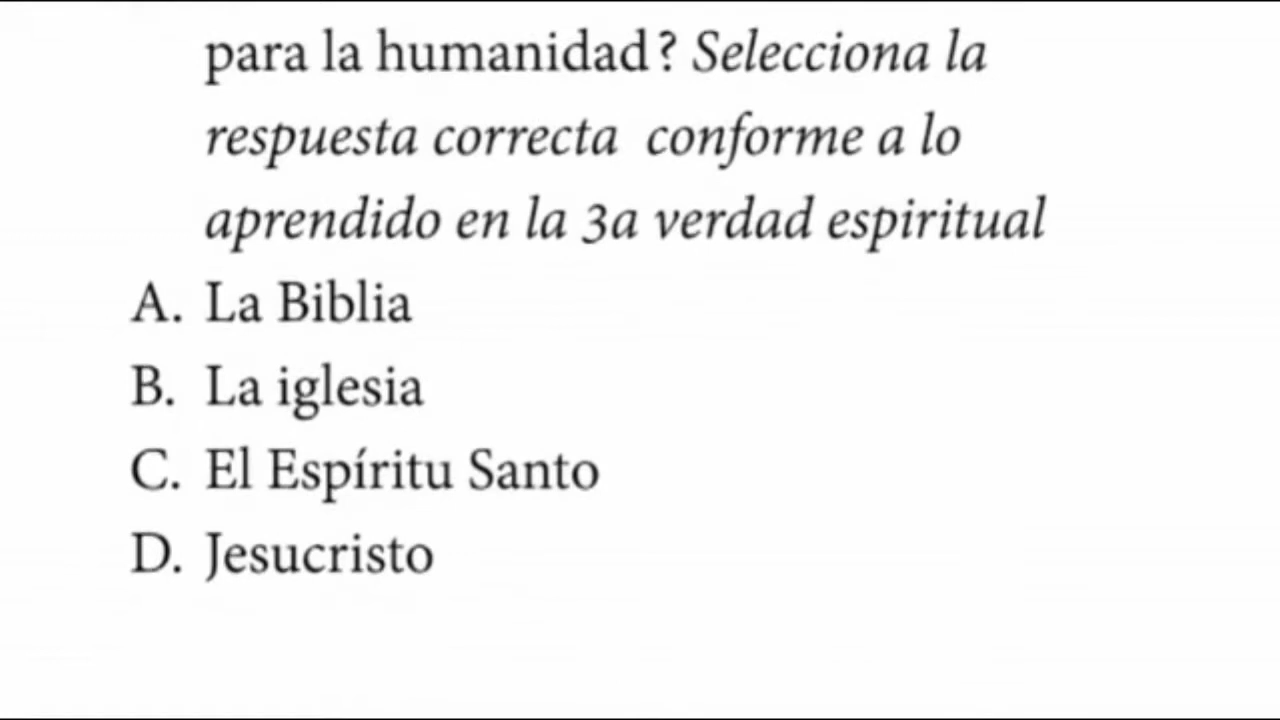 para la humanidad? Selecciona la
respuesta correcta conforme a lo
aprendido en la 3a verdad espiritual
A. La Biblia
B. La iglesia
C. El Espíritu Santo
D. Jesucristo